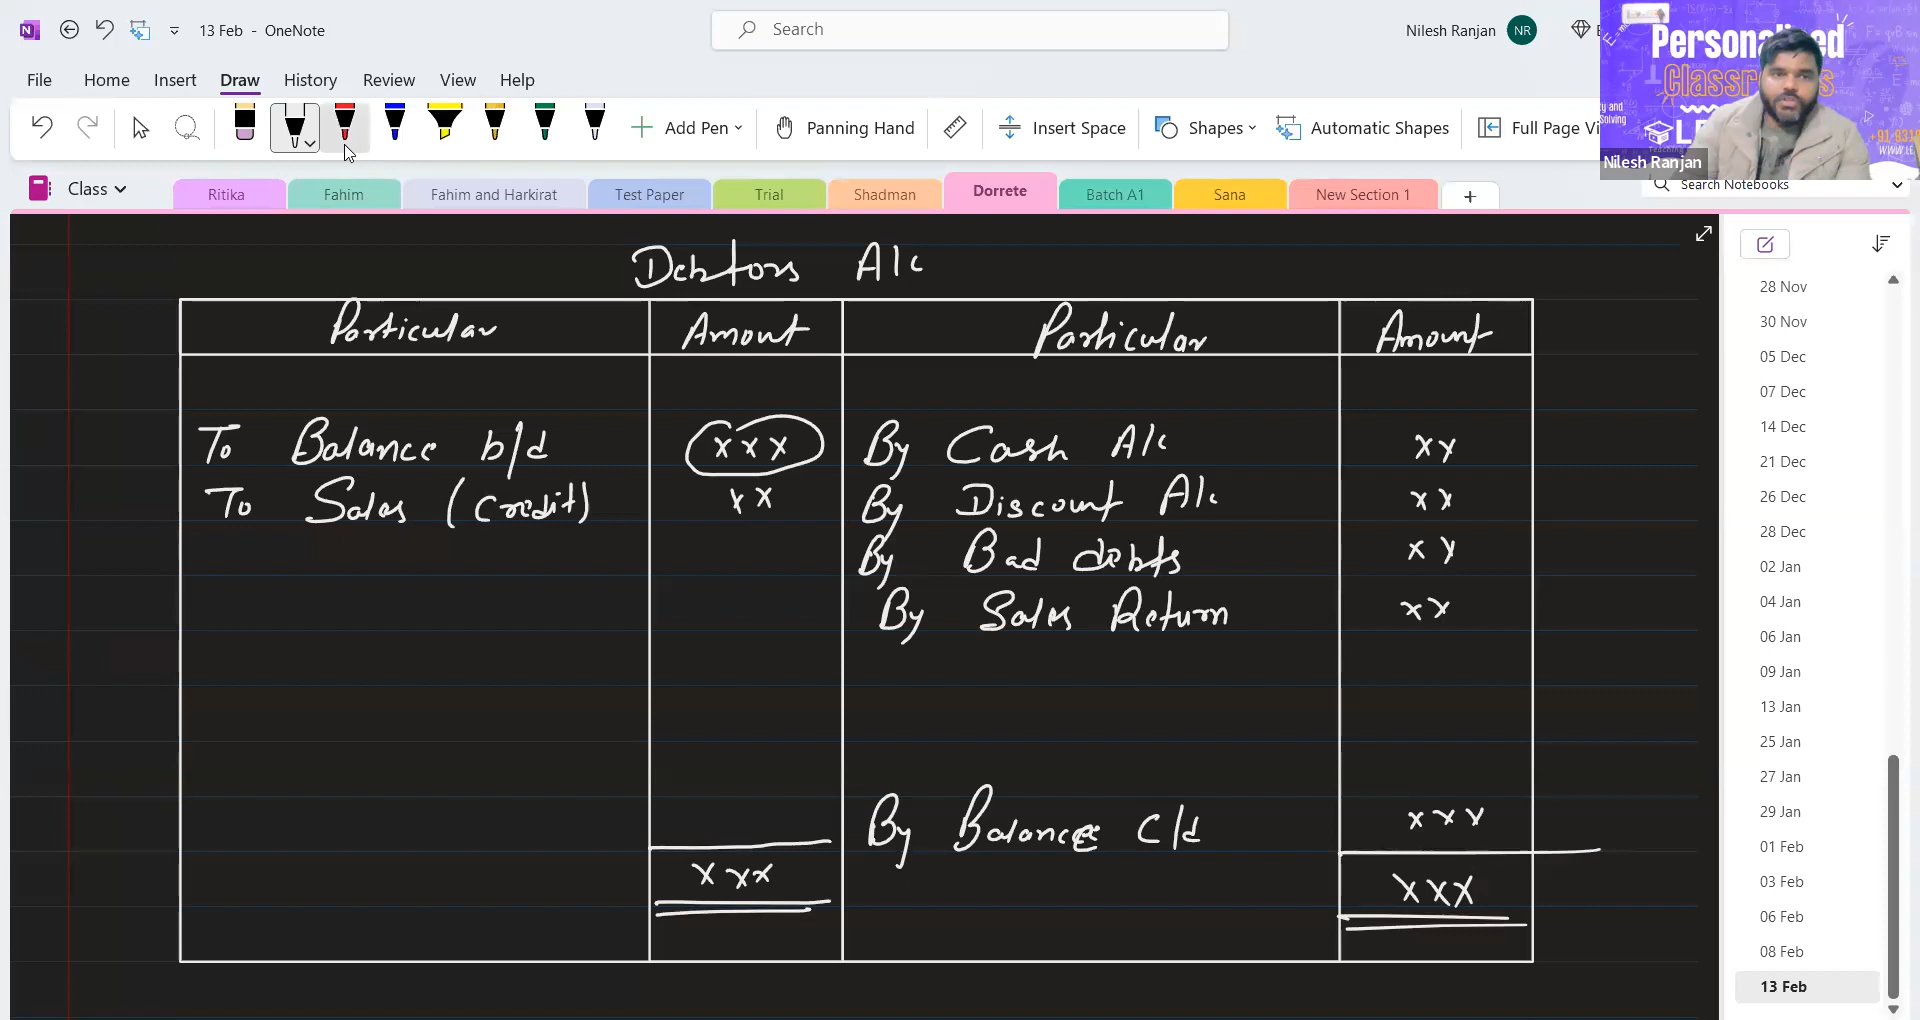 13 Feb - OneNote
Search
Nilesh Ranjan NR
File Home Insert Draw History Review View Help
Add Pen Panning Hand Insert Space Shapes Automatic Shapes Full Page Vi
Personalised
Classrooms
Nilesh Ranjan
Class Ritika Fahim Fahim and Harkirat Test Paper Trial Shadman Dorrete Batch A1 Sana New Section 1 +
Search Notebooks
Debtors A/c
Particular Amount Particular Amount
To Balance b/d xxx By Cash A/c xx
To Sales (credit) xx By Discount A/c xx
By Bad debts xx
By Sales Return xx
By Balance c/d xxx
xxx xxx
28 Nov
30 Nov
05 Dec
07 Dec
14 Dec
21 Dec
26 Dec
28 Dec
02 Jan
04 Jan
06 Jan
09 Jan
13 Jan
25 Jan
27 Jan
29 Jan
01 Feb
03 Feb
06 Feb
08 Feb
13 Feb